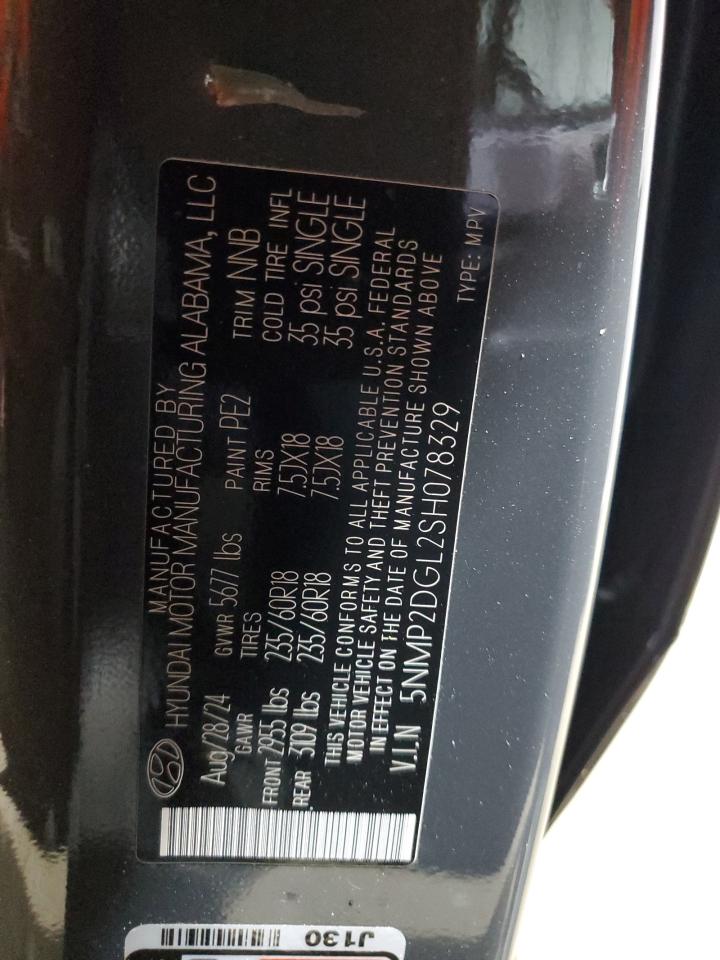 MANUFACTURED BY
HYUNDAI MOTOR MANUFACTURING ALABAMA, LLC
Aug/28/24 GVWR 5677 lbs PAINT PE2 TRIM NNB
GAWR TIRES RIMS COLD TIRE INFL
FRONT 2955 lbs 235/60R18 7.5JX18 35 psi SINGLE
REAR 3109 lbs 235/60R18 7.5JX18 35 psi SINGLE
THIS VEHICLE CONFORMS TO ALL APPLICABLE U.S.A. FEDERAL
MOTOR VEHICLE SAFETY AND THEFT PREVENTION STANDARDS
IN EFFECT ON THE DATE OF MANUFACTURE SHOWN ABOVE
V.I.N 5NMP2DGL2SH078329 TYPE: MPV
J130